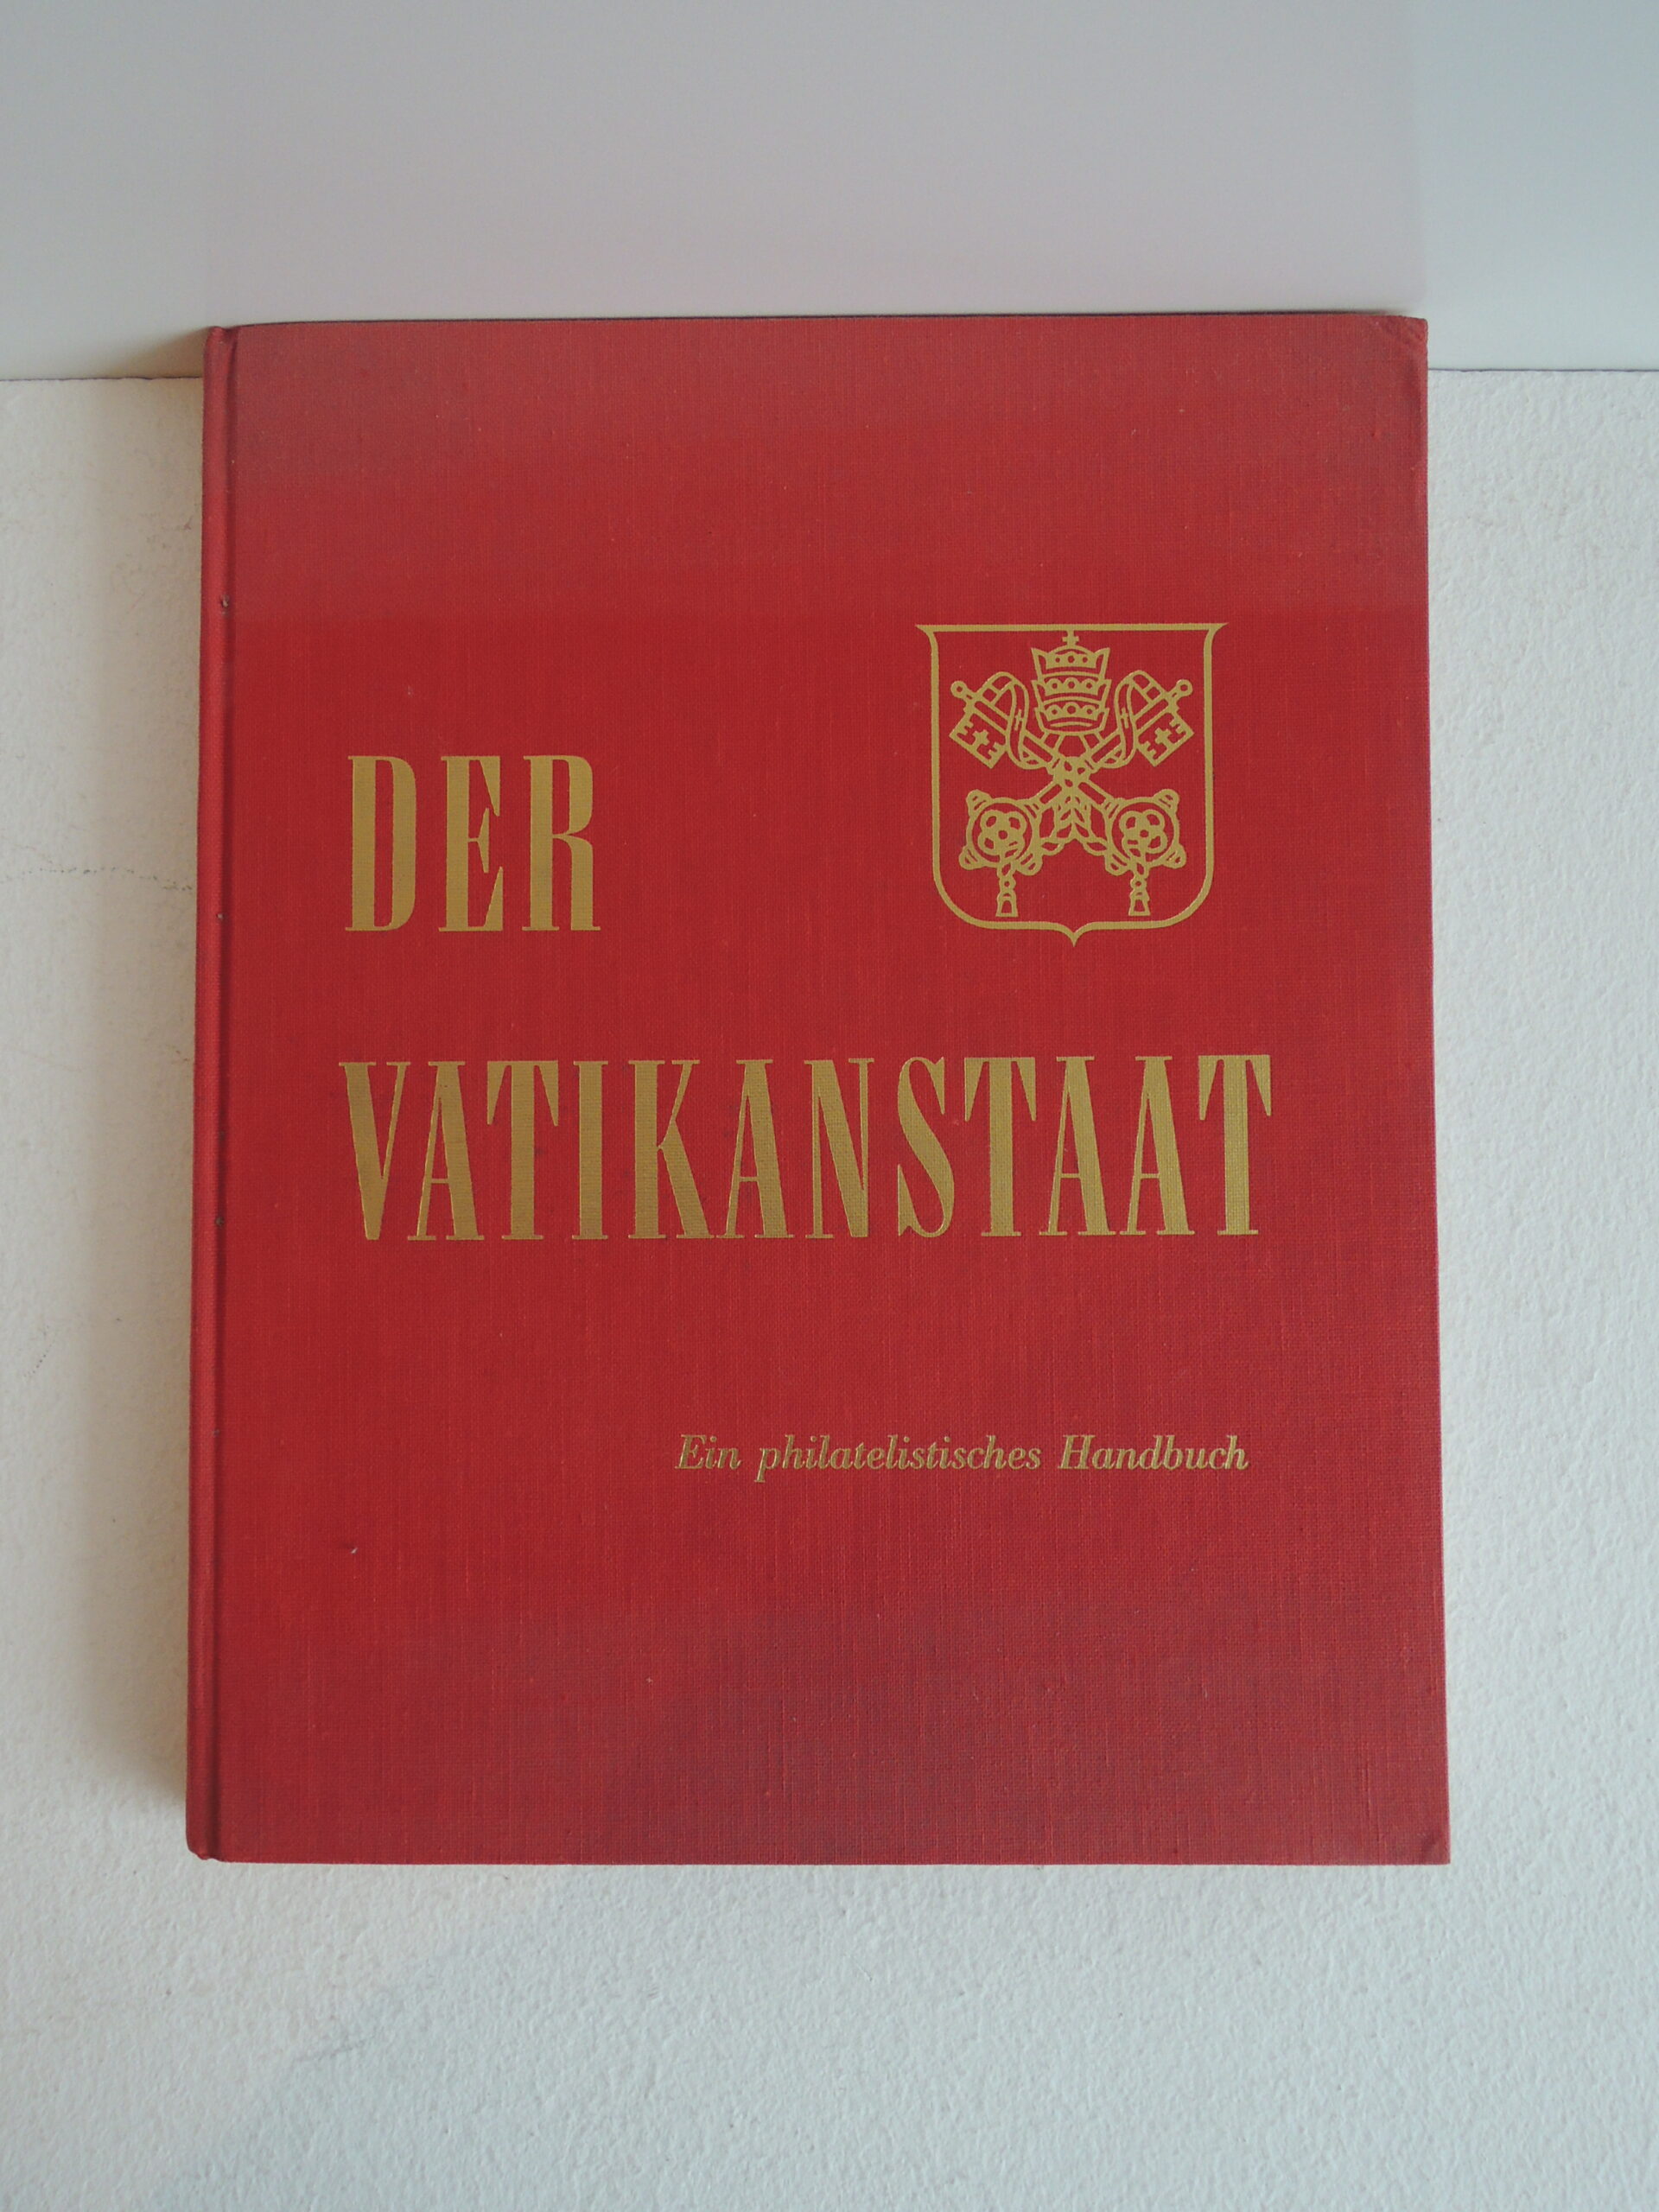 DER
VATIKANSTAAT
Ein philatelistisches Handbuch